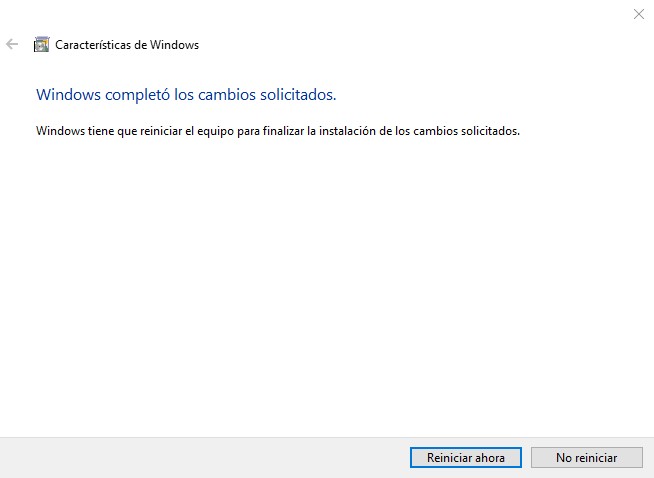 Características de Windows
Windows completó los cambios solicitados.
Windows tiene que reiniciar el equipo para finalizar la instalación de los cambios solicitados.
Reiniciar ahora
No reiniciar